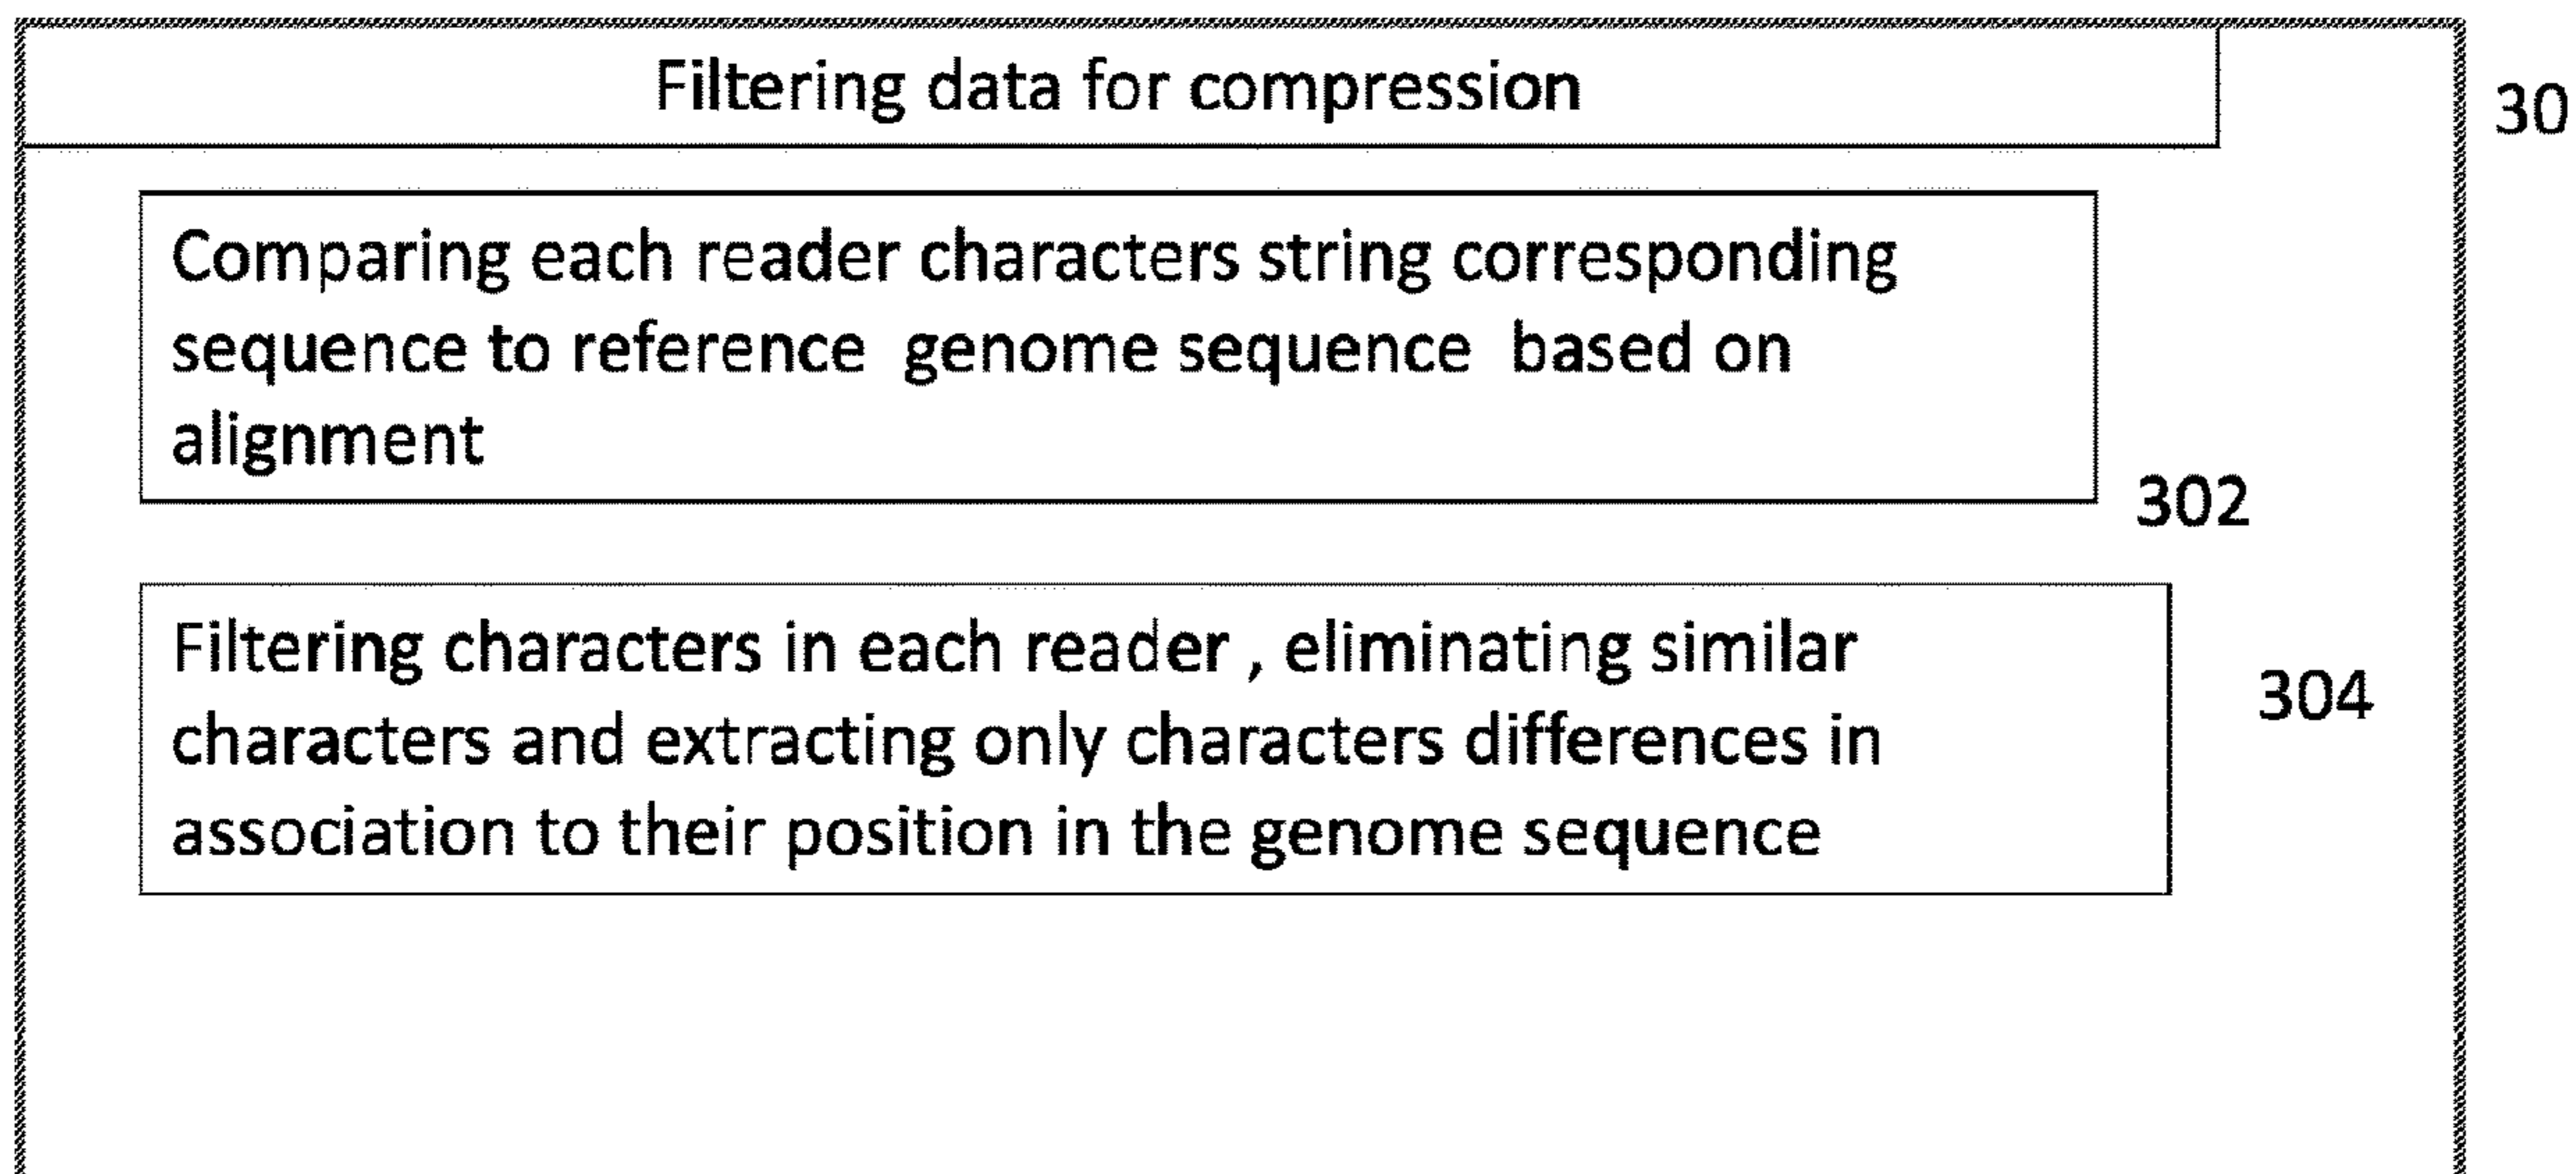 Filtering data for compression
30
Comparing each reader characters string corresponding
sequence to reference genome sequence based on
alignment
302
Filtering characters in each reader , eliminating similar
304
characters and extracting only characters differences in
association to their position in the genome sequence